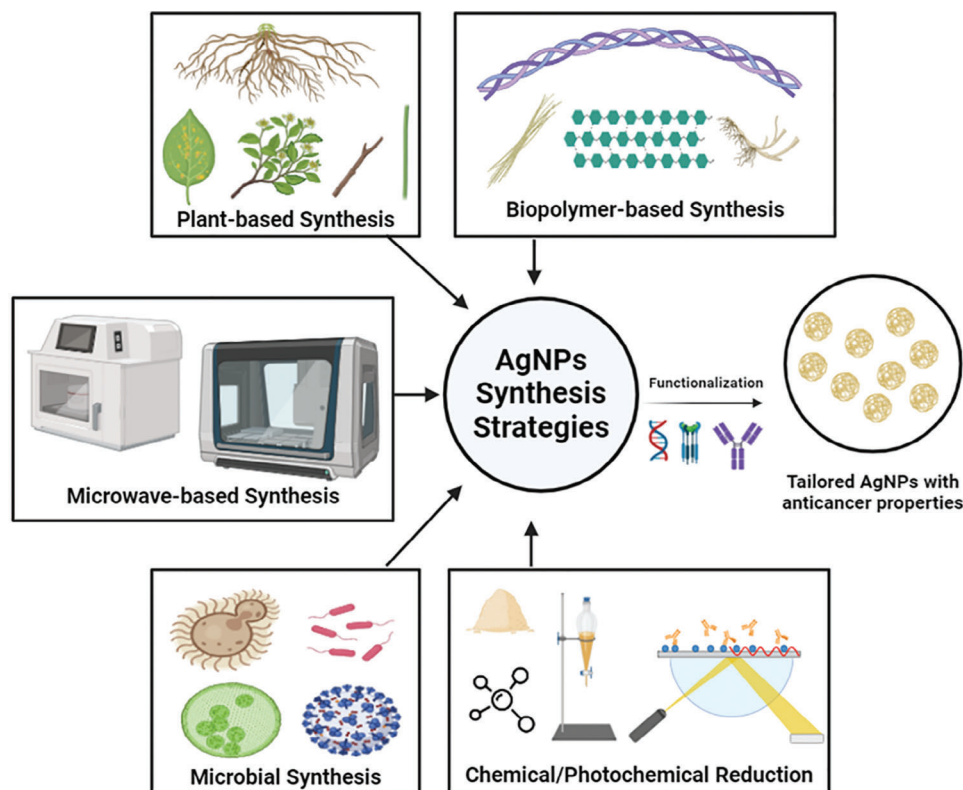 Plant-based Synthesis
Biopolymer-based Synthesis
AgNPs
Synthesis
Strategies
Functionalization
Microwave-based Synthesis
Tailored AgNPs with
anticancer properties
Microbial Synthesis
Chemical/Photochemical Reduction